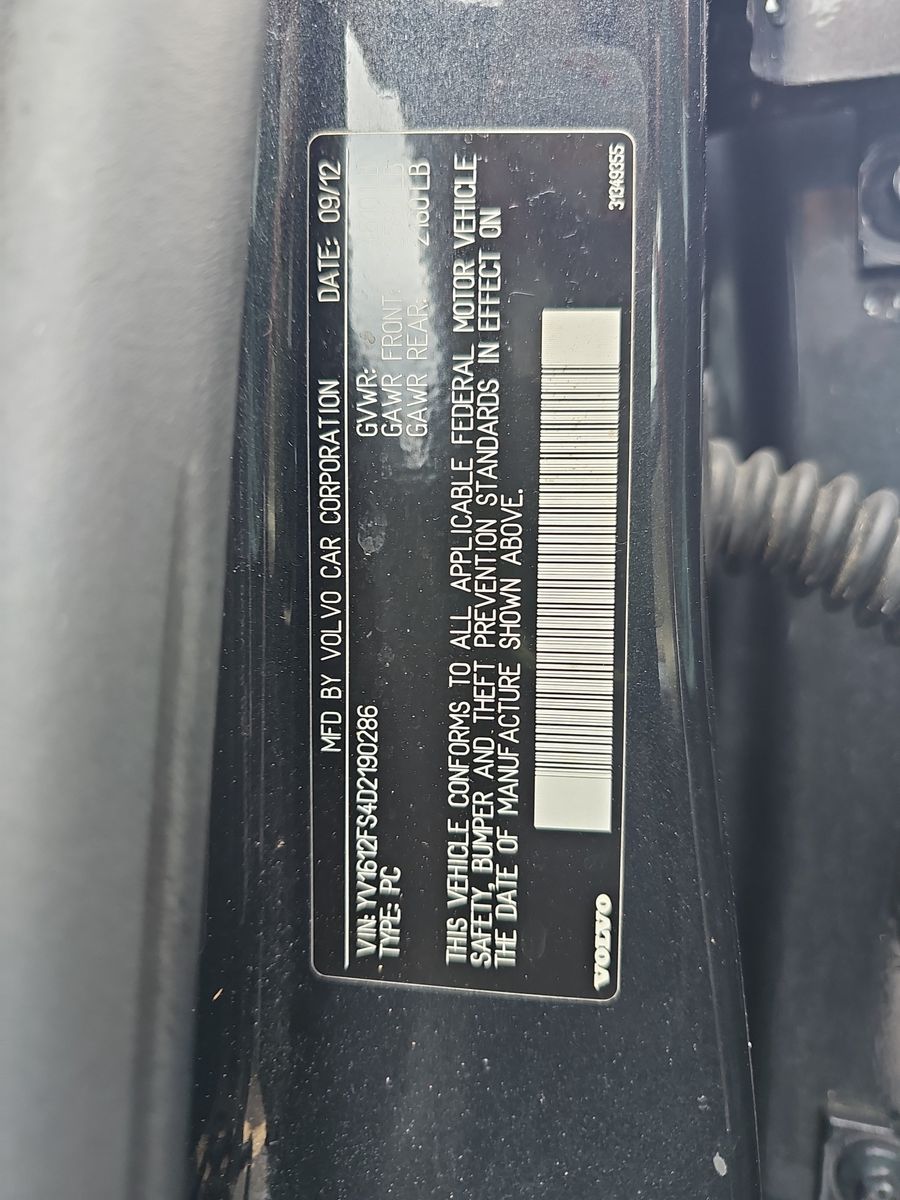 MFD BY VOLVO CAR CORPORATION DATE: 09/12
VIN: YV1612FS4D2190286 GVWR:
TYPE: PC GAWR FRONT:
GAWR REAR: 2160 LB
THIS VEHICLE CONFORMS TO ALL APPLICABLE FEDERAL MOTOR VEHICLE
SAFETY, BUMPER AND THEFT PREVENTION STANDARDS IN EFFECT ON
THE DATE OF MANUFACTURE SHOWN ABOVE.
VOLVO 31349355